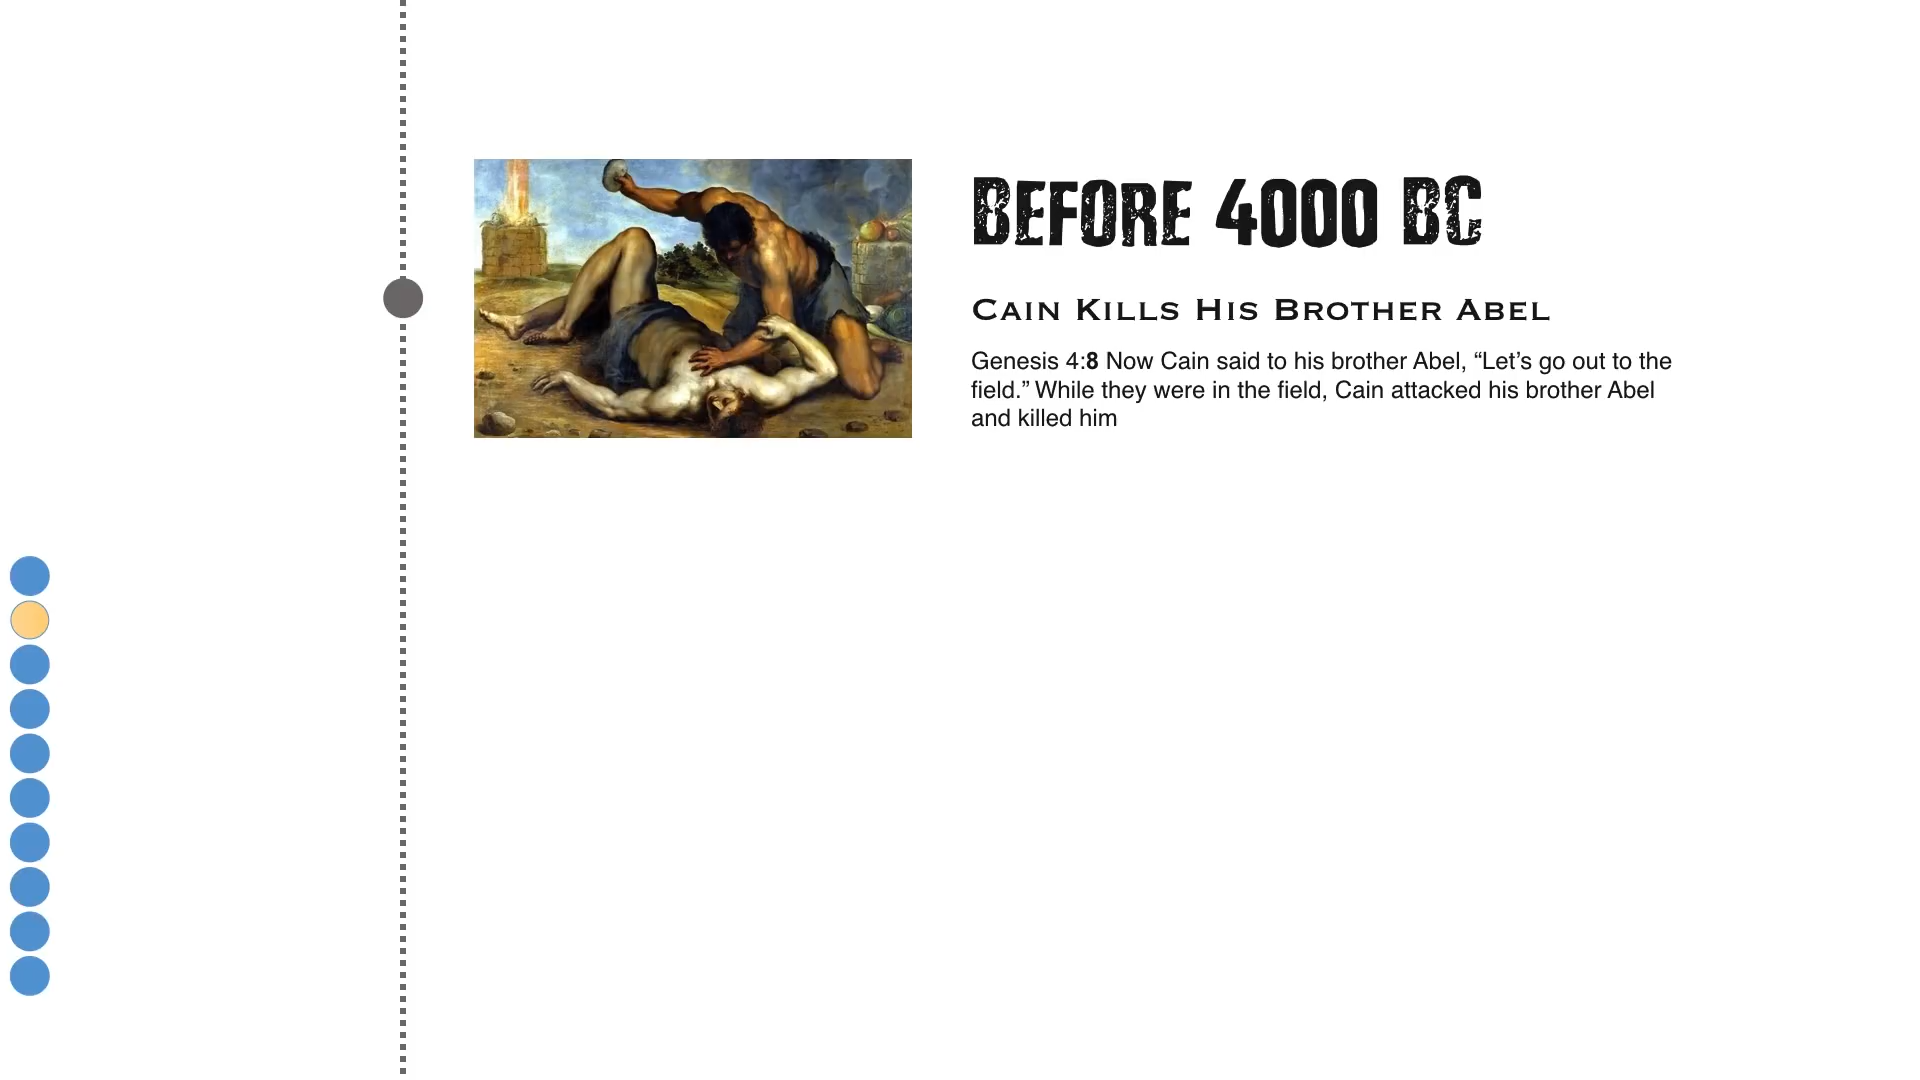 BEFORE 4000 BC
CAIN KILLS HIS BROTHER ABEL
Genesis 4:8 Now Cain said to his brother Abel, “Let’s go out to the
field.” While they were in the field, Cain attacked his brother Abel
and killed him